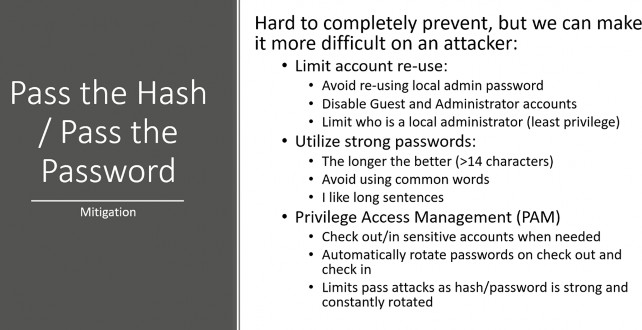 Pass the Hash
/ Pass the
Password
Mitigation
Hard to completely prevent, but we can make
it more difficult on an attacker:
• Limit account re-use:
• Avoid re-using local admin password
• Disable Guest and Administrator accounts
• Limit who is a local administrator (least privilege)
• Utilize strong passwords:
• The longer the better (>14 characters)
• Avoid using common words
• I like long sentences
• Privilege Access Management (PAM)
• Check out/in sensitive accounts when needed
• Automatically rotate passwords on check out and
check in
• Limits pass attacks as hash/password is strong and
constantly rotated